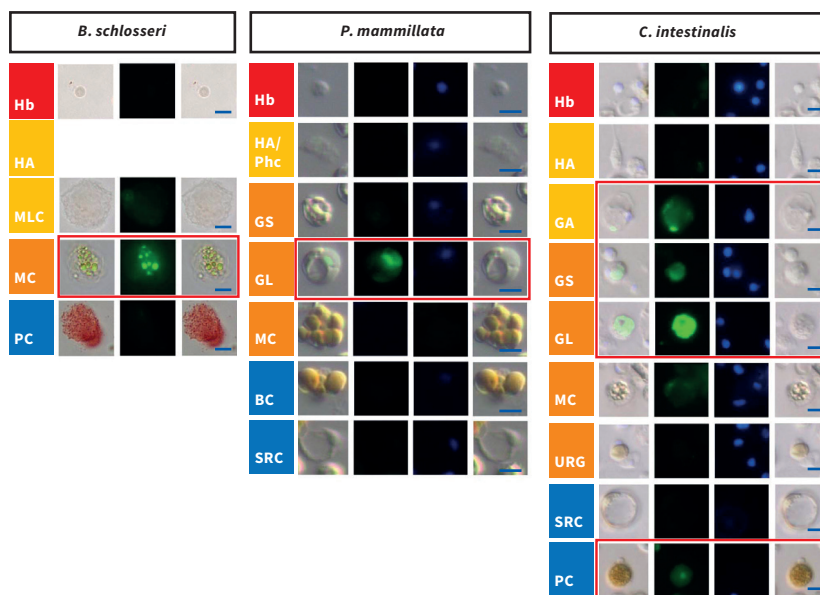 B. schlosseri
Hb
HA
MLC
MC
PC
P. mammillata
Hb
HA/
Phc
GS
GL
MC
BC
SRC
C. intestinalis
Hb
HA
GA
GS
GL
MC
URG
SRC
PC